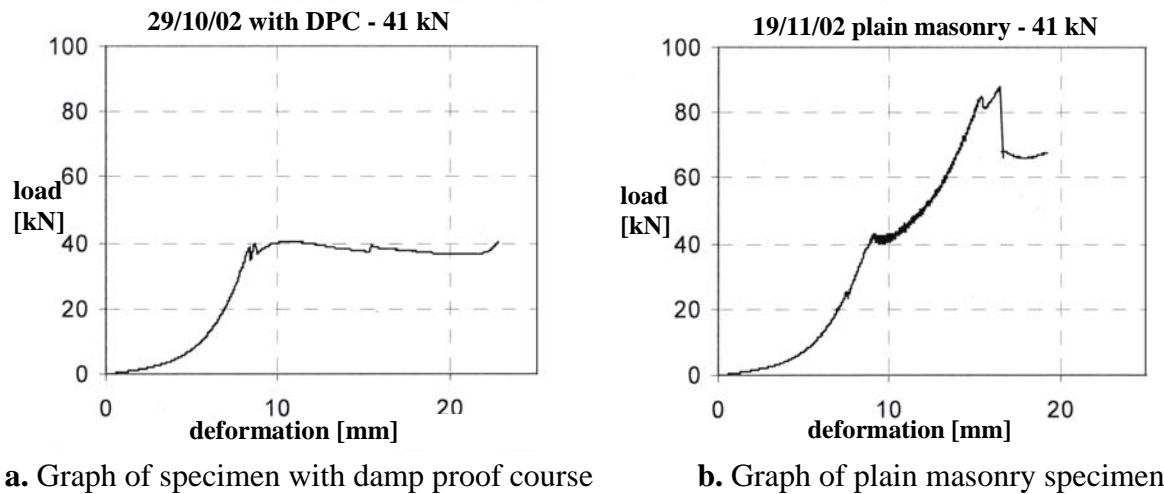 29/10/02 with DPC - 41 kN
100
80
60
load
[kN]
40
20
0
0
10
20
deformation [mm]
a. Graph of specimen with damp proof course
19/11/02 plain masonry - 41 kN
100
80
60
load
[kN]
40
20
0
0
10
20
deformation [mm]
b. Graph of plain masonry specimen